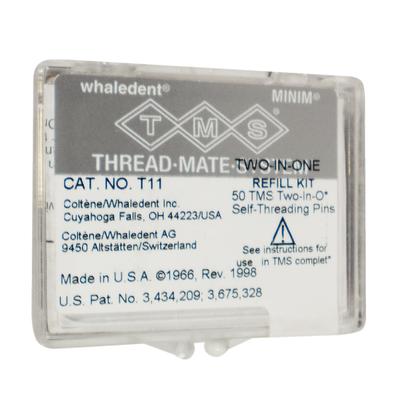 whaledent®
MINIM®
TMS
THREAD·MATE·SYSTEM
TWO-IN-ONE
CAT. NO. T11
REFILL KIT
Coltène/Whaledent Inc.
50 TMS Two-in-O*
Cuyahoga Falls, OH 44223/USA
Self-Threading Pins
Coltène/Whaledent AG
9450 Altstätten/Switzerland
See instructions for
in TMS complet*
Made in U.S.A. ©1966, Rev. 1998
U.S. Pat. No. 3,434,209; 3,675,328